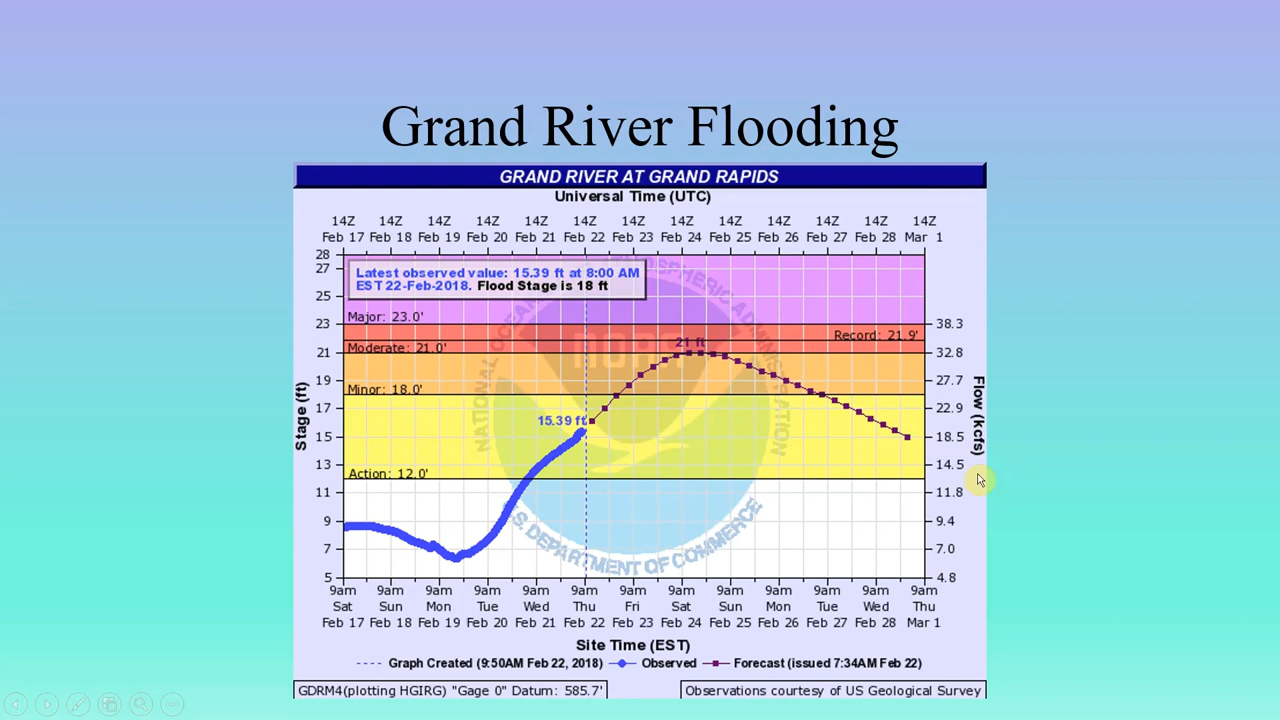 Grand River Flooding
GRAND RIVER AT GRAND RAPIDS
Universal Time (UTC)
14Z 14Z 14Z 14Z 14Z 14Z 14Z 14Z 14Z 14Z 14Z 14Z 14Z
Feb 17 Feb 18 Feb 19 Feb 20 Feb 21 Feb 22 Feb 23 Feb 24 Feb 25 Feb 26 Feb 27 Feb 28 Mar 1
Latest observed value: 15.39 ft at 8:00 AM
EST 22-Feb-2018. Flood Stage is 18 ft
28
27
25
23
21
19
17
15
13
11
9
7
5
Stage (ft)
Major: 23.0'
Record: 21.9'
Moderate: 21.0'
21 ft
Minor: 18.0'
15.39 ft
Action: 12.0'
NATIONAL OCEANIC AND ATMOSPHERIC ADMINISTRATION
noaa
U.S. DEPARTMENT OF COMMERCE
38.3
32.8
27.7
22.9
18.5
14.5
11.8
9.4
7.0
4.8
Flow (kcfs)
9am 9am 9am 9am 9am 9am 9am 9am 9am 9am 9am 9am 9am
Sat Sun Mon Tue Wed Thu Fri Sat Sun Mon Tue Wed Thu
Feb 17 Feb 18 Feb 19 Feb 20 Feb 21 Feb 22 Feb 23 Feb 24 Feb 25 Feb 26 Feb 27 Feb 28 Mar 1
Site Time (EST)
Graph Created (9:50AM Feb 22, 2018) Observed Forecast (issued 7:34AM Feb 22)
GDRM4(plotting HGIRG) "Gage 0" Datum: 585.7'
Observations courtesy of US Geological Survey